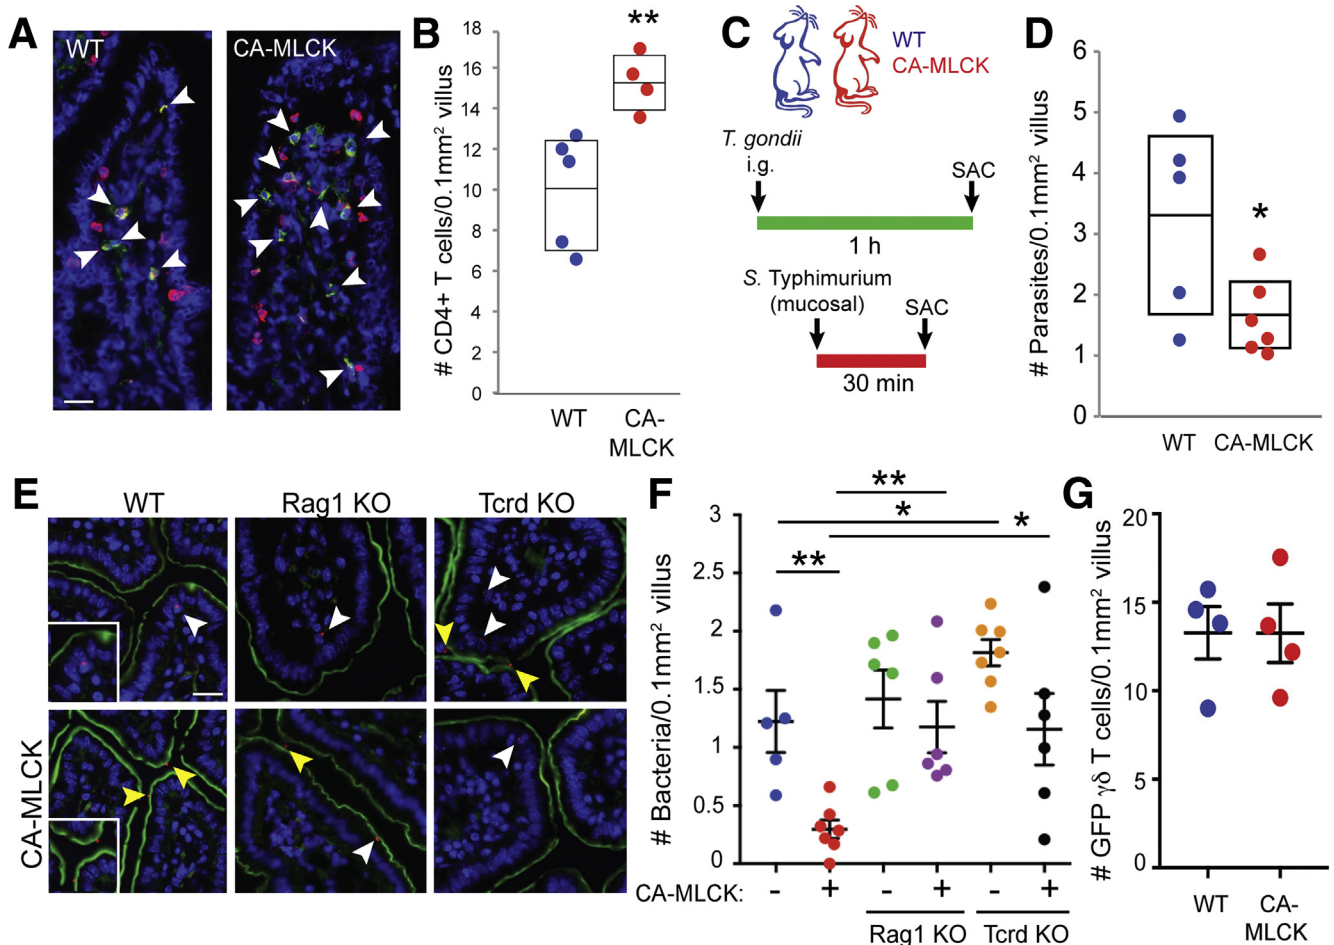 A
WT
CA-MLCK
B
**
# CD4+ T cells/0.1mm² villus
18
16
14
12
10
8
6
4
2
0
WT
CA-
MLCK
C
WT
CA-MLCK
T. gondii
i.g.
SAC
1 h
S. Typhimurium
(mucosal)
SAC
30 min
D
# Parasites/0.1mm² villus
6
5
4
3
2
1
0
*
WT
CA-MLCK
E
WT
Rag1 KO
Tcrd KO
CA-MLCK
F
# Bacteria/0.1mm² villus
3
2.5
2
1.5
1
0.5
0
**
*
*
**
CA-MLCK:
- + - + - +
Rag1 KO
Tcrd KO
G
# GFP γδ T cells/0.1mm² villus
20
15
10
5
0
WT
CA-
MLCK